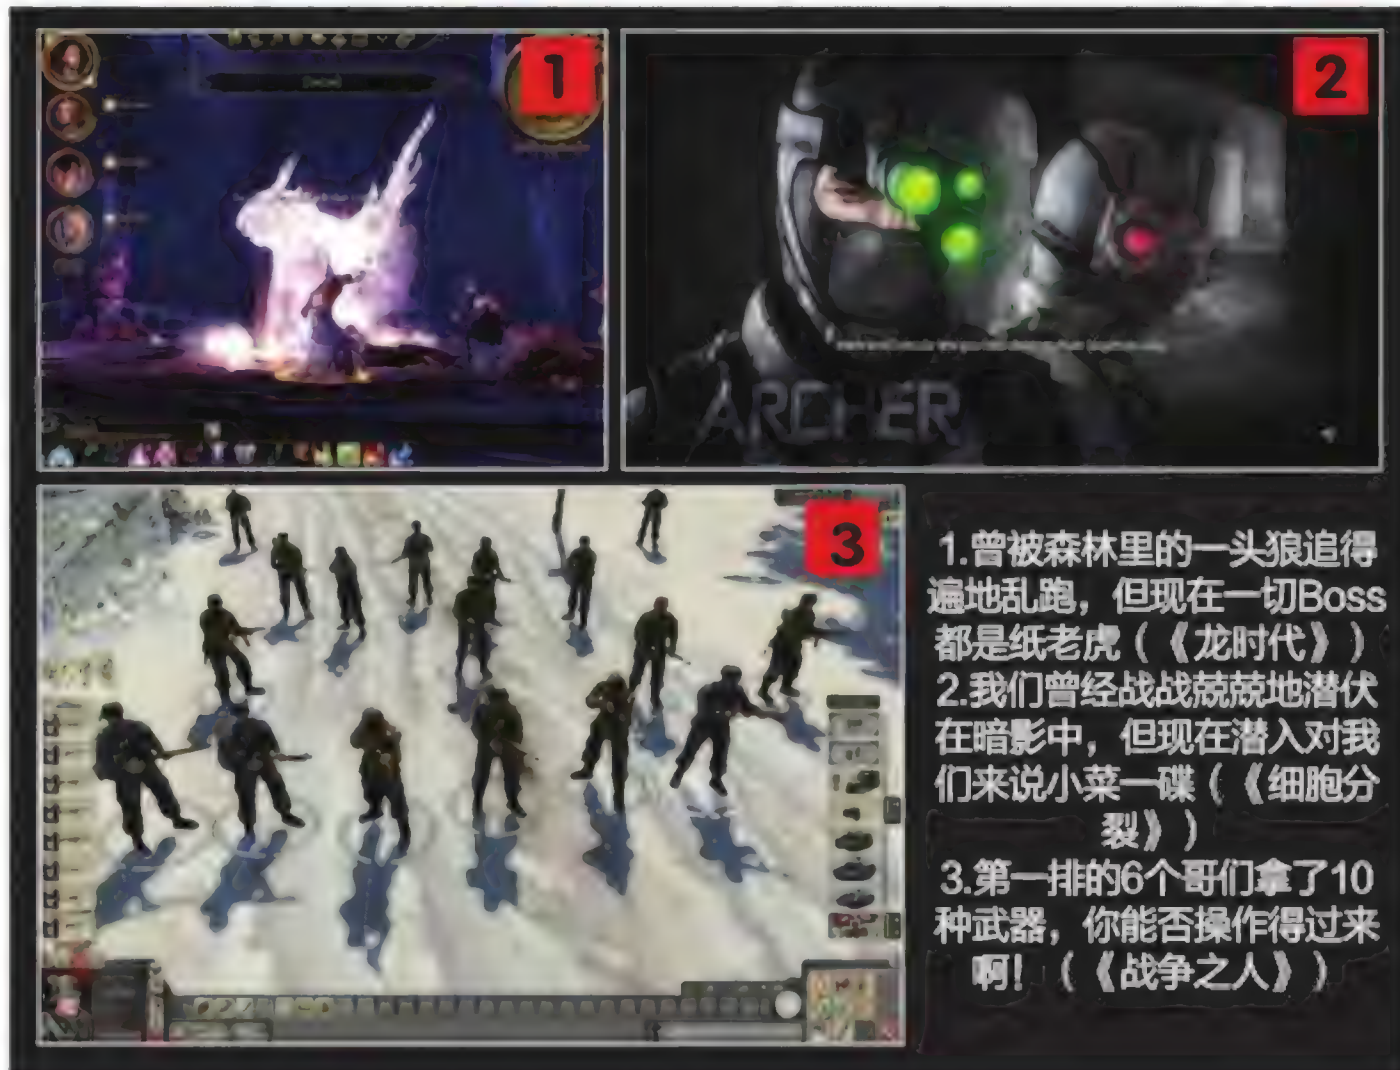 1
2
ARCHER
3
1.曾被森林里的一头狼追得
遍地乱跑，但现在一切Boss
都是纸老虎（《龙时代》）
2.我们曾经战战兢兢地潜伏
在暗影中，但现在潜入对我
们来说小菜一碟（《细胞分
裂》）
3.第一排的6个哥们拿了10
种武器，你能否操作得过来
啊！（《战争之人》）